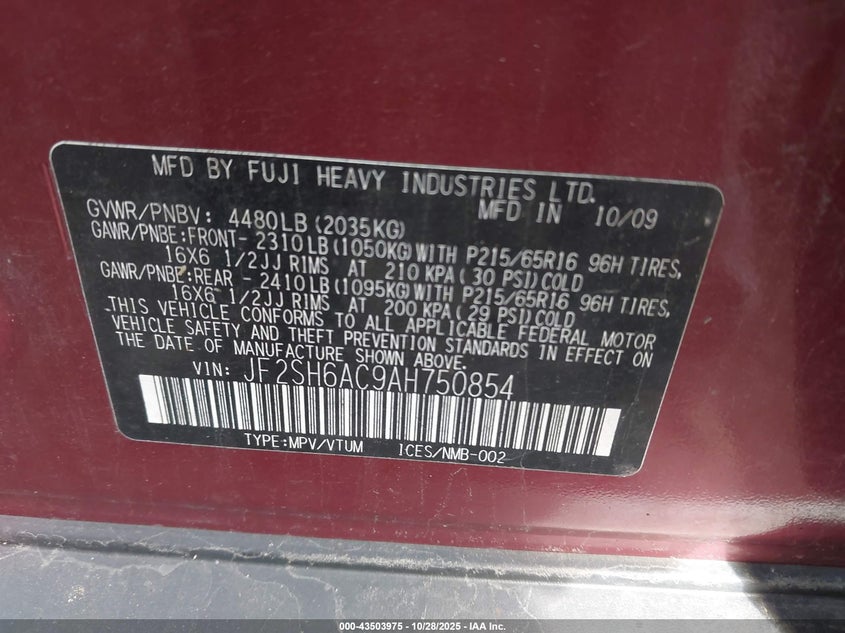 MFD BY FUJI HEAVY INDUSTRIES LTD.
MFD IN 10/09
GVWR/PNBV: 4480LB(2035KG)
GAWR/PNBE:FRONT- 2310LB(1050KG)WITH P215/65R16 96H TIRES,
16X6 1/2JJ RIMS AT 210 KPA(30 PSI)COLD
GAWR/PNBE:REAR - 2410LB(1095KG)WITH P215/65R16 96H TIRES,
16X6 1/2JJ RIMS AT 200 KPA(29 PSI)COLD
THIS VEHICLE CONFORMS TO ALL APPLICABLE FEDERAL MOTOR
VEHICLE SAFETY AND THEFT PREVENTION STANDARDS IN EFFECT ON
THE DATE OF MANUFACTURE SHOWN ABOVE.
VIN: JF2SH6AC9AH750854
TYPE:MPV/VTUM ICES/NMB-002
000-43503975 - 10/28/2025 - IAA Inc.